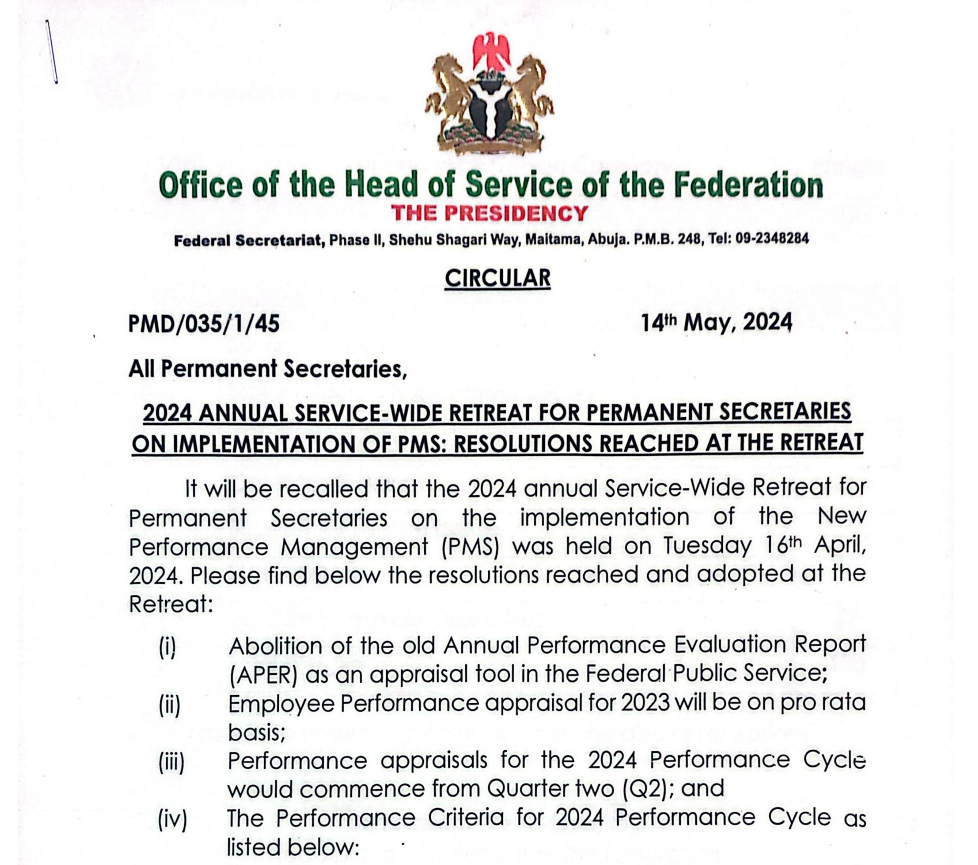 Office of the Head of Service of the Federation
THE PRESIDENCY
Federal Secretariat, Phase II, Shehu Shagari Way, Maitama, Abuja. P.M.B. 248, Tel: 09-2348284
CIRCULAR
PMD/035/1/45 14th May, 2024
All Permanent Secretaries,
2024 ANNUAL SERVICE-WIDE RETREAT FOR PERMANENT SECRETARIES
ON IMPLEMENTATION OF PMS: RESOLUTIONS REACHED AT THE RETREAT
It will be recalled that the 2024 annual Service-Wide Retreat for
Permanent Secretaries on the implementation of the New
Performance Management (PMS) was held on Tuesday 16th April,
2024. Please find below the resolutions reached and adopted at the
Retreat:
(i) Abolition of the old Annual Performance Evaluation Report
(APER) as an appraisal tool in the Federal Public Service;
(ii) Employee Performance appraisal for 2023 will be on pro rata
basis;
(iii) Performance appraisals for the 2024 Performance Cycle
would commence from Quarter two (Q2); and
(iv) The Performance Criteria for 2024 Performance Cycle as
listed below: